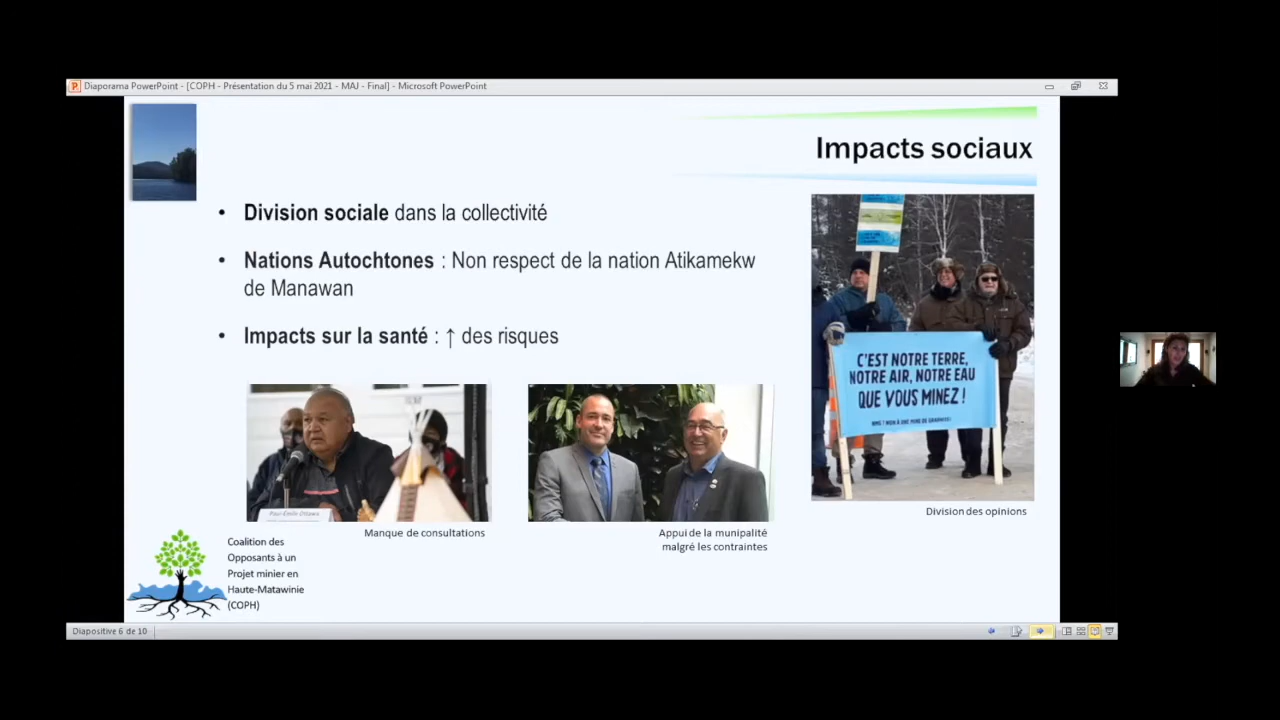 Diaporama PowerPoint - [COPH - Présentation du 5 mai 2021 - MAJ - Final] - Microsoft PowerPoint
Impacts sociaux
• Division sociale dans la collectivité
• Nations Autochtones : Non respect de la nation Atikamekw
de Manawan
• Impacts sur la santé : ↑ des risques
C'EST NOTRE TERRE,
NOTRE AIR, NOTRE EAU
QUE VOUS MINEZ !
Paul-Émile Ottawa
Division des opinions
Manque de consultations
Appui de la munipalité
malgré les contraintes
Coalition des
Opposants à un
Projet minier en
Haute-Matawinie
(COPH)
Diapositive 6 de 10